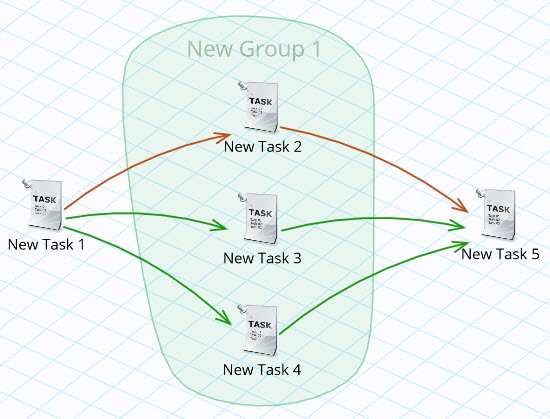 New Group 1
TASK
New Task 2
TASK
New Task 1
TASK
New Task 3
TASK
New Task 5
TASK
New Task 4